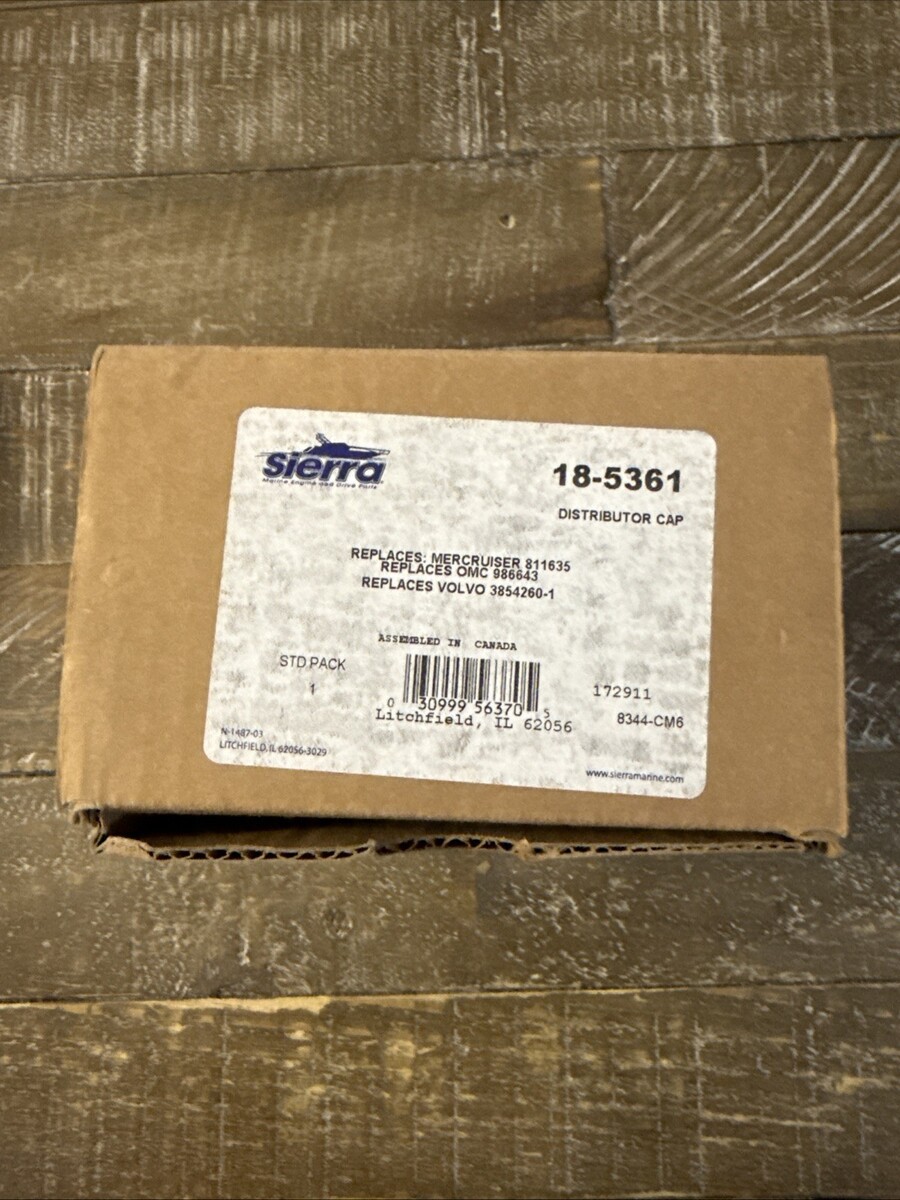 Sierra
Marine Engine and Drive Parts
18-5361
DISTRIBUTOR CAP
REPLACES: MERCRUISER 811635
REPLACES OMC 986643
REPLACES VOLVO 3854260-1
ASSEMBLED IN CANADA
STD PACK
1
0 30999 56370 5
Litchfield, IL 62056
172911
8344-CM6
N-1487-03
LITCHFIELD, IL 62056-3029
www.sierramarine.com